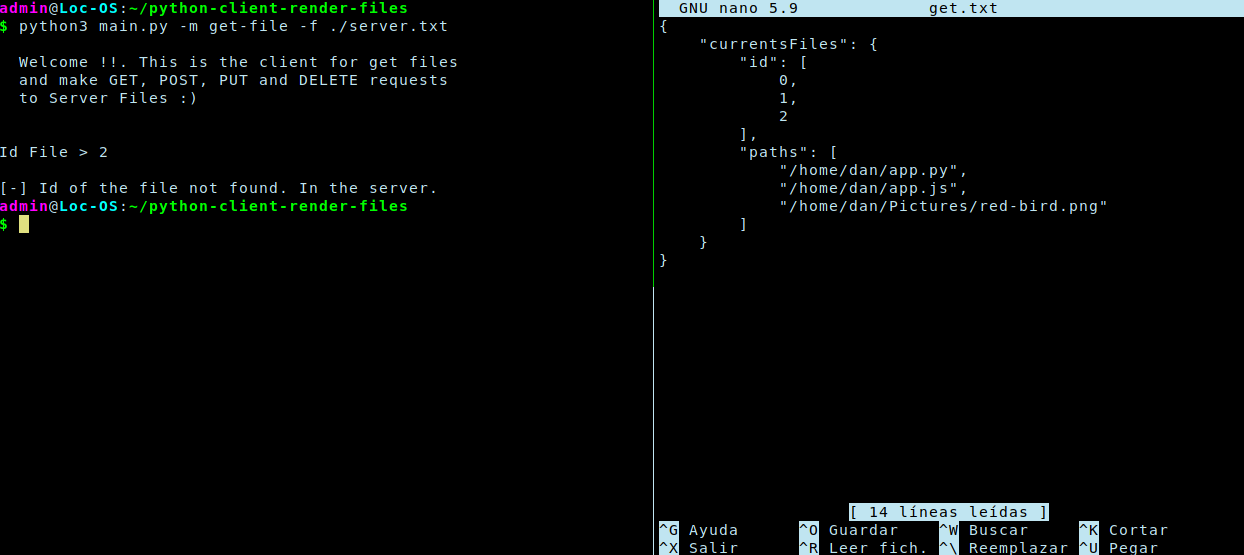 admin@Loc-OS:~/python-client-render-files
$ python3 main.py -m get-file -f ./server.txt
Welcome !!. This is the client for get files
and make GET, POST, PUT and DELETE requests
to Server Files :)
Id File > 2
[-] Id of the file not found. In the server.
admin@Loc-OS:~/python-client-render-files
$
GNU nano 5.9 get.txt
{
    "currentsFiles": {
        "id": [
            0,
            1,
            2
        ],
        "paths": [
            "/home/dan/app.py",
            "/home/dan/app.js",
            "/home/dan/Pictures/red-bird.png"
        ]
    }
}
[ 14 líneas leídas ]
^G Ayuda ^O Guardar ^W Buscar ^K Cortar
^X Salir ^R Leer fich. ^\ Reemplazar ^U Pegar